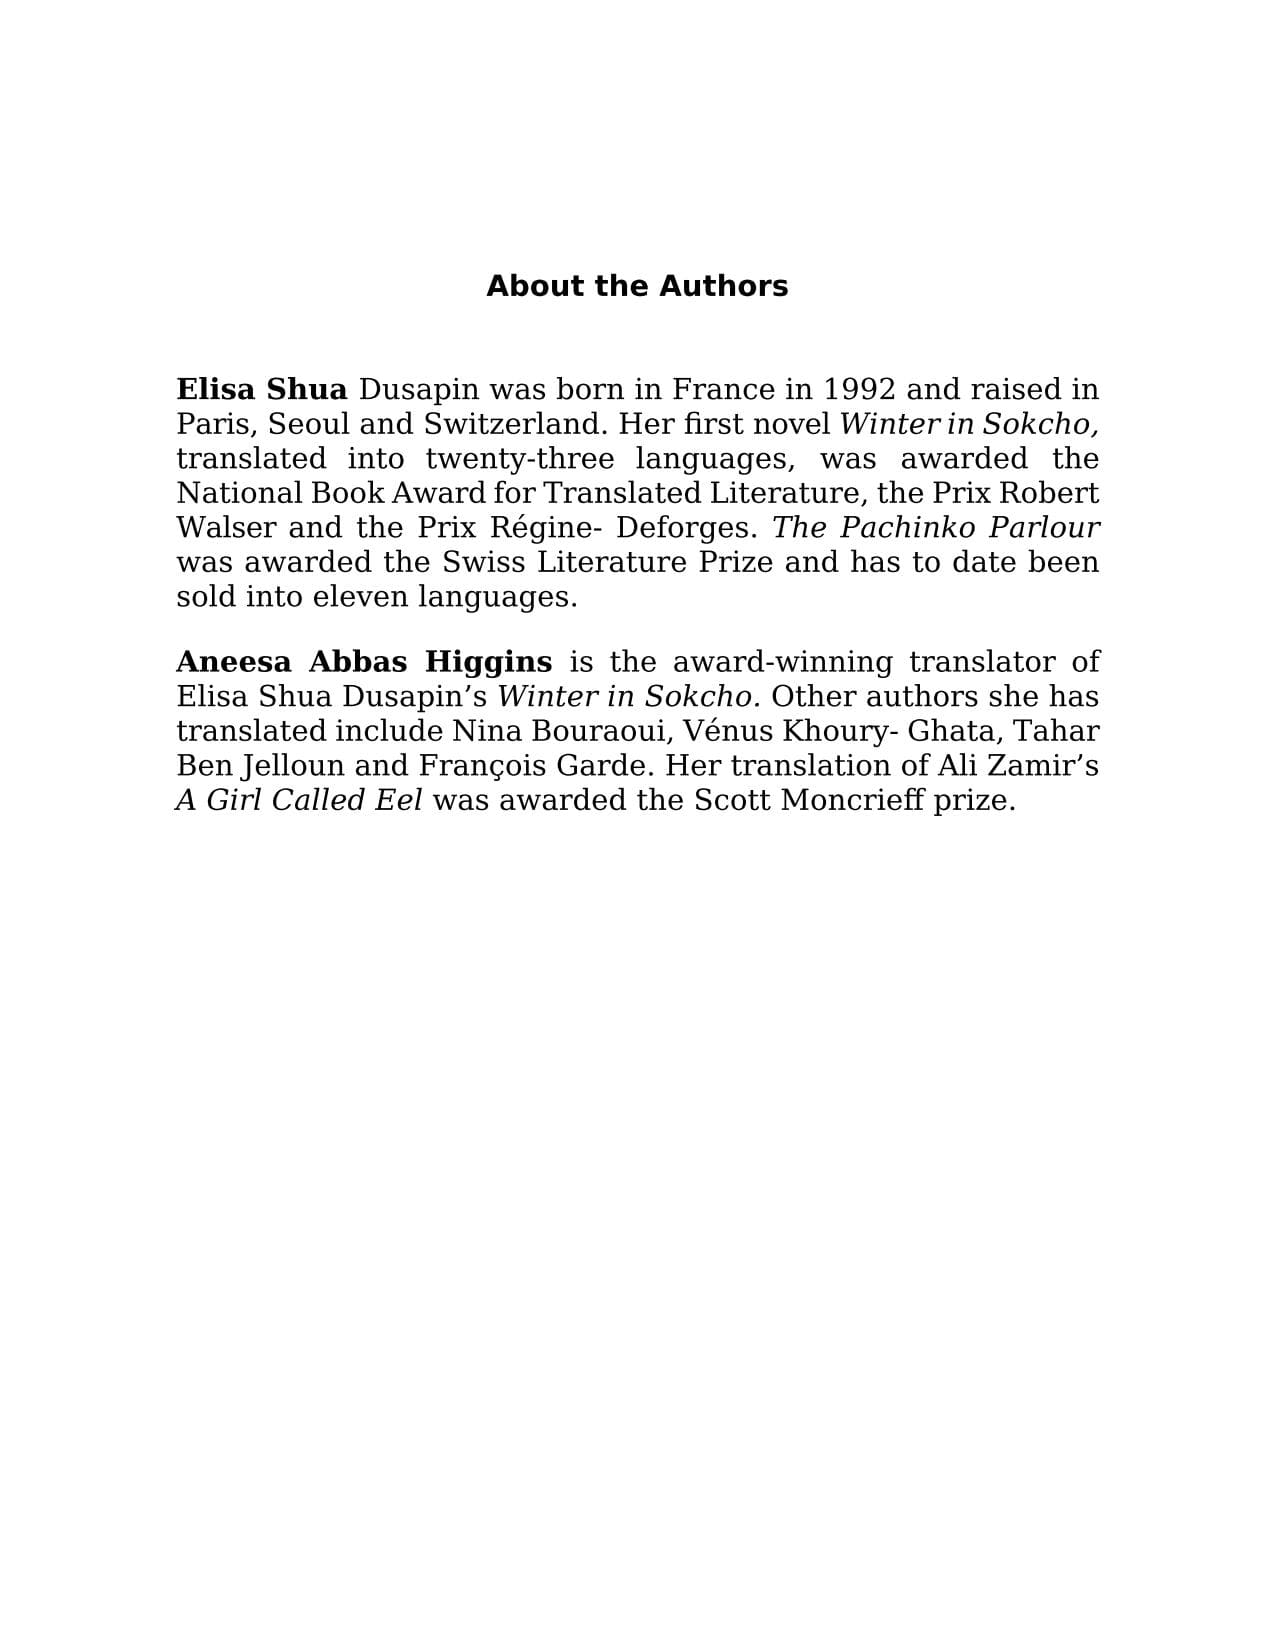 About the Authors
Elisa Shua Dusapin was born in France in 1992 and raised in
Paris, Seoul and Switzerland. Her first novel Winter in Sokcho,
translated into twenty-three languages, was awarded the
National Book Award for Translated Literature, the Prix Robert
Walser and the Prix Régine- Deforges. The Pachinko Parlour
was awarded the Swiss Literature Prize and has to date been
sold into eleven languages.
Aneesa Abbas Higgins is the award-winning translator of
Elisa Shua Dusapin’s Winter in Sokcho. Other authors she has
translated include Nina Bouraoui, Vénus Khoury- Ghata, Tahar
Ben Jelloun and François Garde. Her translation of Ali Zamir’s
A Girl Called Eel was awarded the Scott Moncrieff prize.